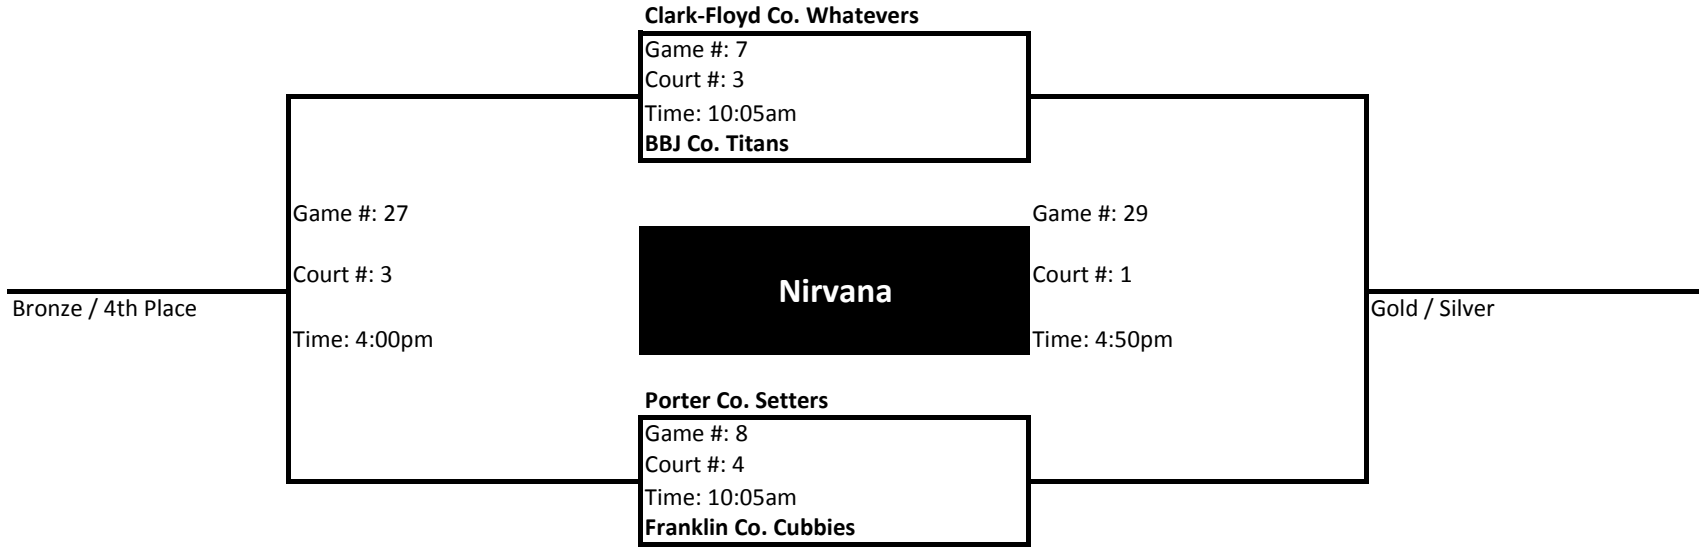 Clark-Floyd Co. Whatevers
Game #: 7
Court #: 3
Time: 10:05am
BBJ Co. Titans
Game #: 27
Court #: 3
Time: 4:00pm
Bronze / 4th Place
Nirvana
Game #: 29
Court #: 1
Time: 4:50pm
Gold / Silver
Porter Co. Setters
Game #: 8
Court #: 4
Time: 10:05am
Franklin Co. Cubbies